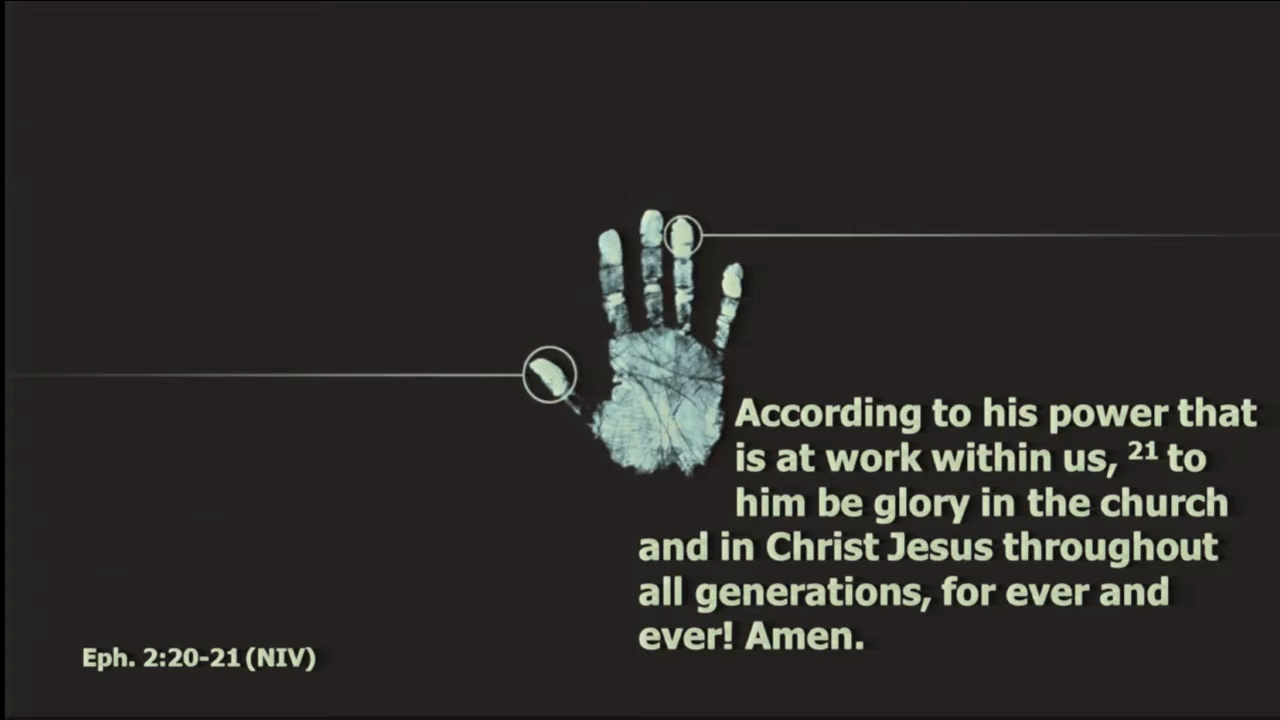 According to his power that
is at work within us, 21 to
him be glory in the church
and in Christ Jesus throughout
all generations, for ever and
ever! Amen.
Eph. 2:20-21 (NIV)